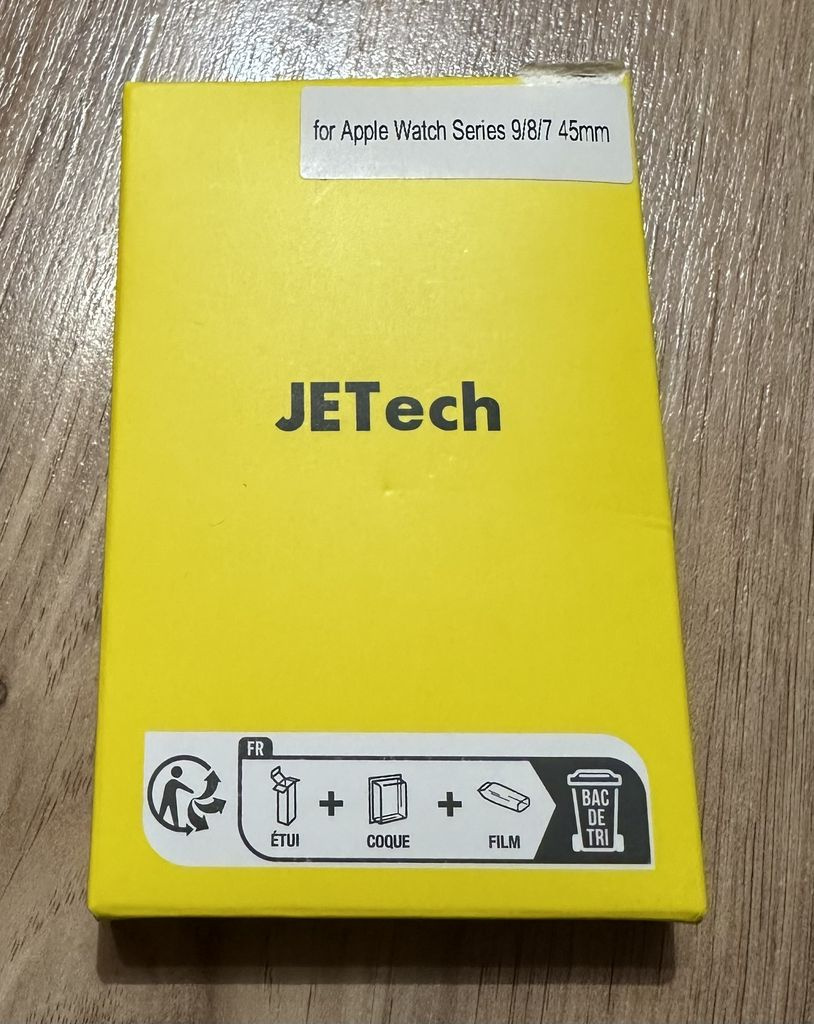 for Apple Watch Series 9/8/7 45mm
JETech
FR
ÉTUI + COQUE + FILM
BAC
DE
TRI